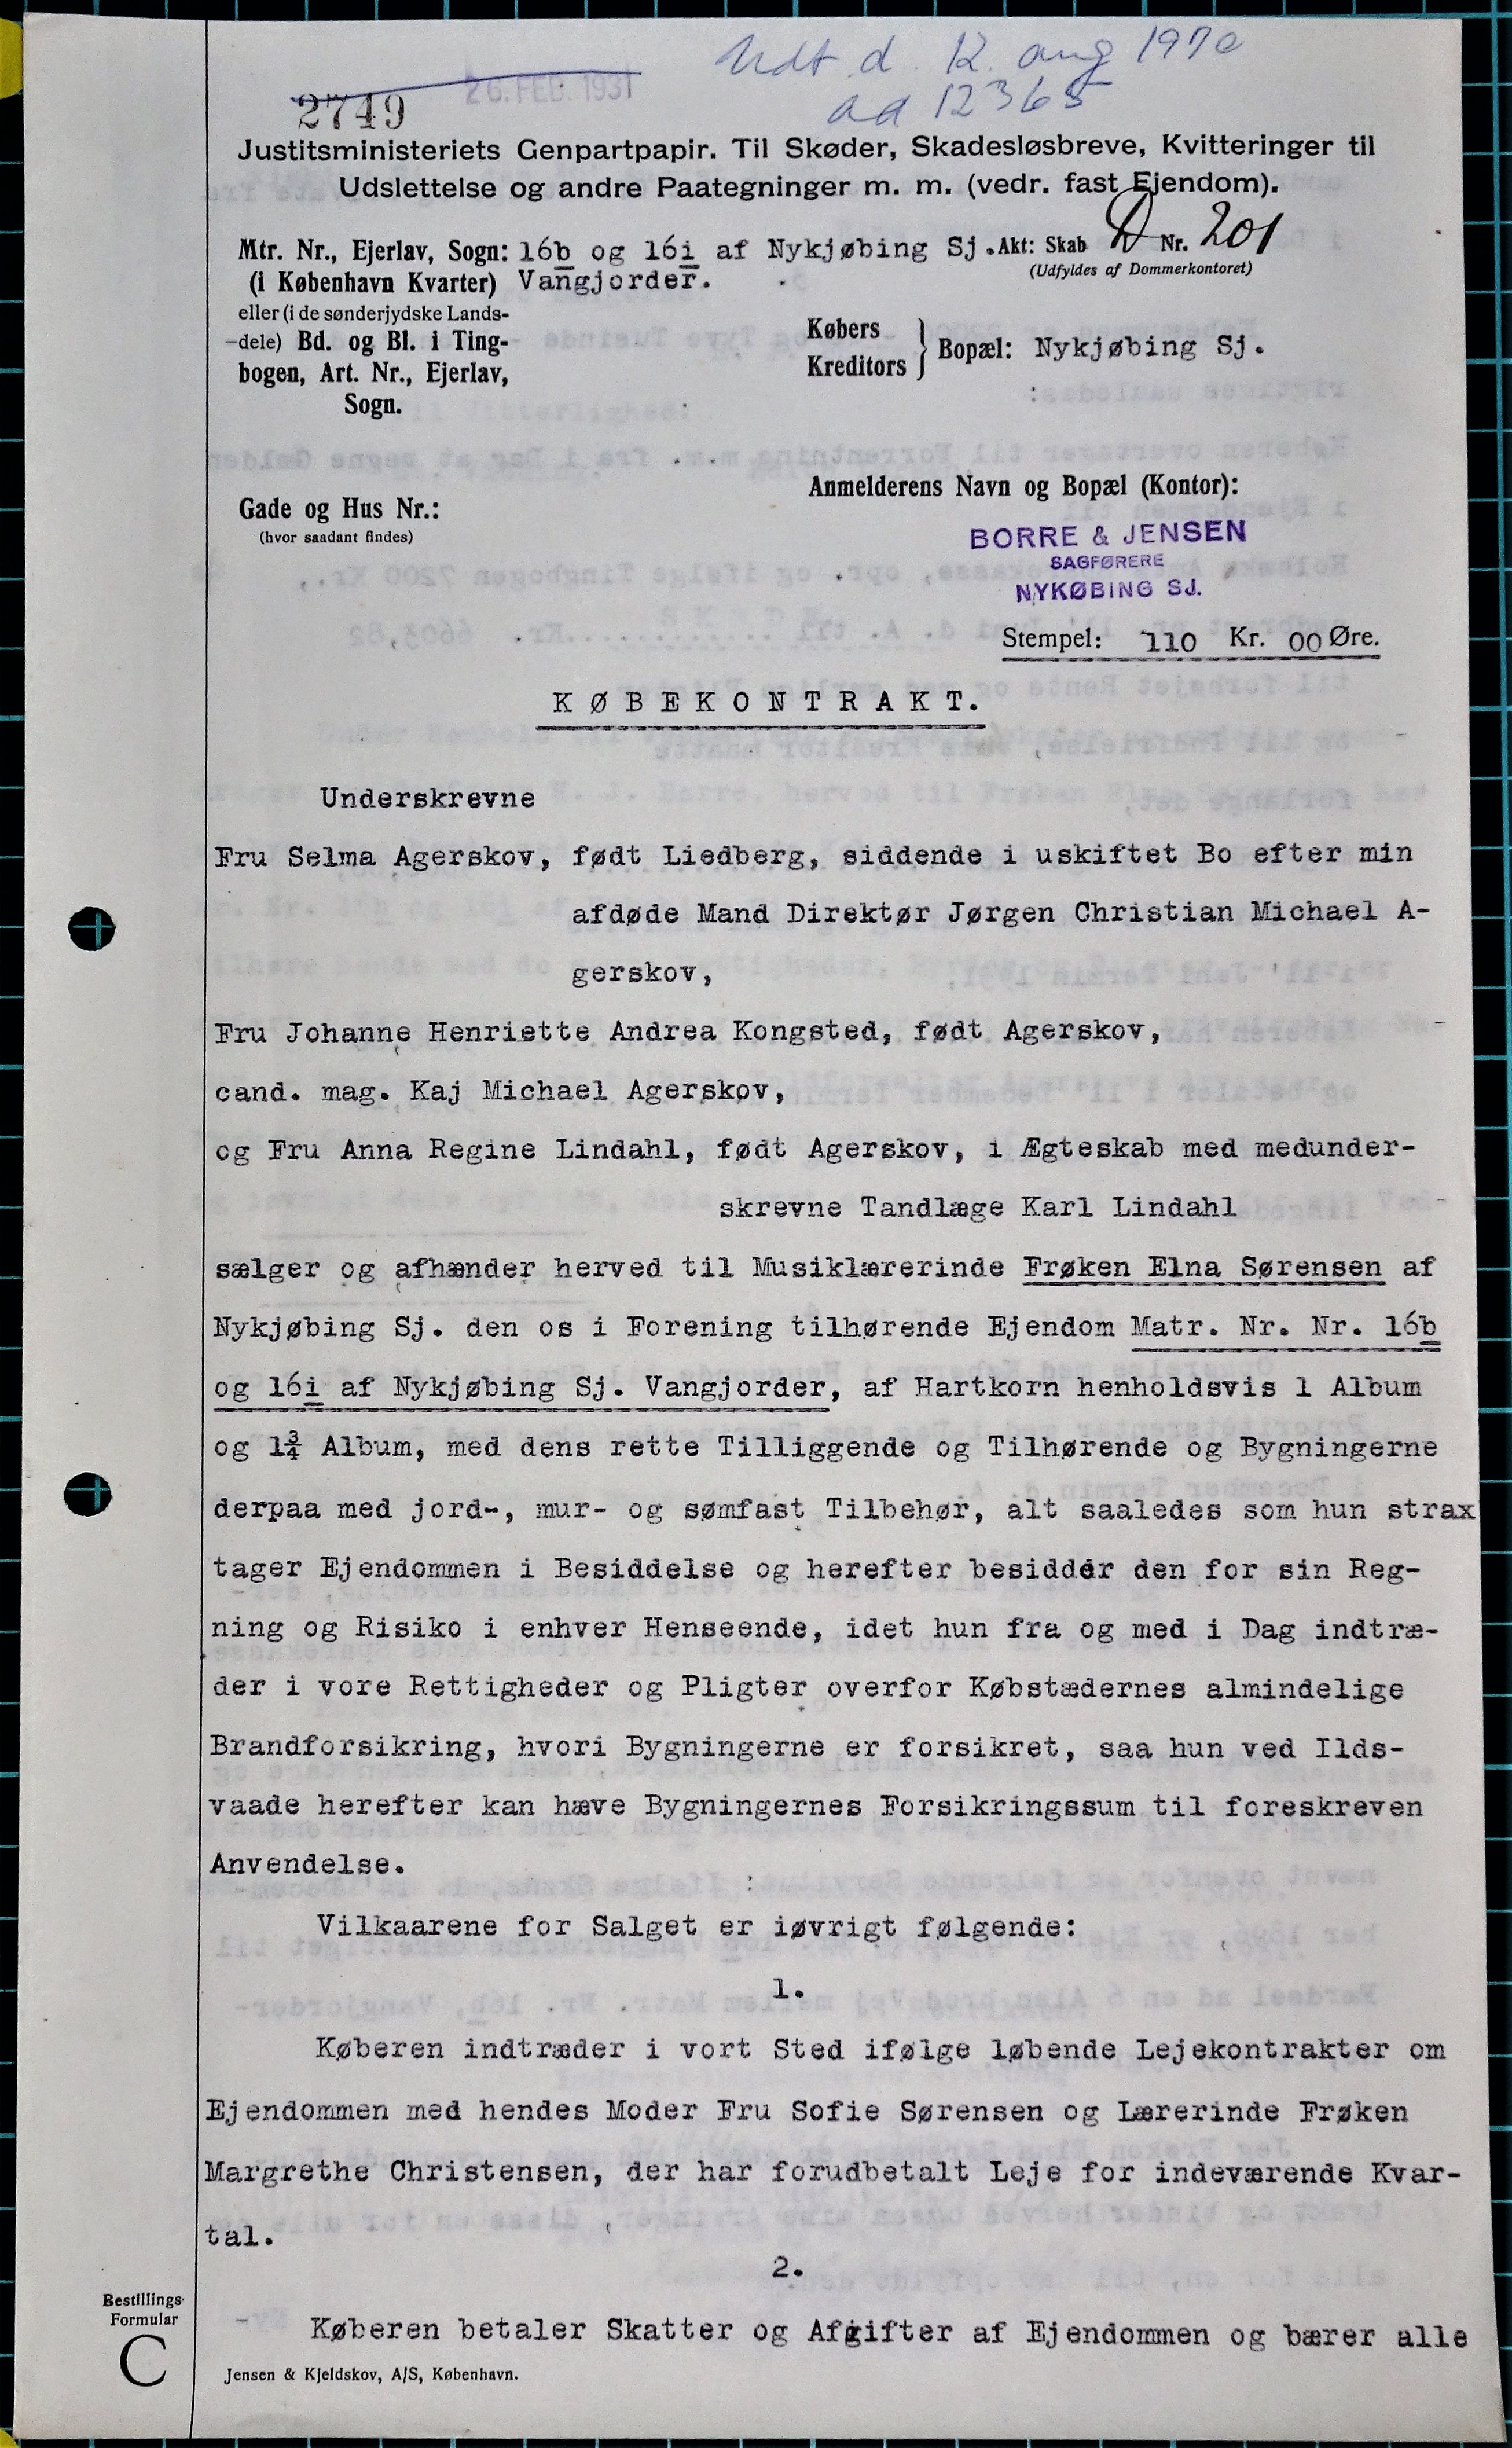 Udt d. 12. aug 1970
ad 12365
2749 26. FEB. 1931
Justitsministeriets Genpartpapir. Til Skøder, Skadesløsbreve, Kvitteringer til
Udslettelse og andre Paategninger m. m. (vedr. fast Ejendom).
Mtr. Nr., Ejerlav, Sogn: 16b og 16i af Nykjøbing Sj. Akt: Skab D Nr. 201
(i København Kvarter) Vangjorder. (Udfyldes af Dommerkontoret)
eller (i de sønderjydske Lands-
-dele) Bd. og Bl. i Ting-
bogen, Art. Nr., Ejerlav,
Sogn.
Købers
Kreditors } Bopæl: Nykjøbing Sj.
Gade og Hus Nr.:
(hvor saadant findes)
Anmelderens Navn og Bopæl (Kontor):
BORRE & JENSEN
SAGFØRERE
NYKØBING SJ.
Stempel: 110 Kr. 00 Øre.
KØBEKONTRAKT.
Underskrevne
Fru Selma Agerskov, født Liedberg, siddende i uskiftet Bo efter min
afdøde Mand Direktør Jørgen Christian Michael A-
gerskov,
Fru Johanne Henriette Andrea Kongsted, født Agerskov,
cand. mag. Kaj Michael Agerskov,
og Fru Anna Regine Lindahl, født Agerskov, i Ægteskab med medunder-
skrevne Tandlæge Karl Lindahl
sælger og afhænder herved til Musiklærerinde Frøken Elna Sørensen af
Nykjøbing Sj. den os i Forening tilhørende Ejendom Matr. Nr. Nr. 16b
og 16i af Nykjøbing Sj. Vangjorder, af Hartkorn henholdsvis 1 Album
og 1¾ Album, med dens rette Tilliggende og Tilhørende og Bygningerne
derpaa med jord-, mur- og sømfast Tilbehør, alt saaledes som hun strax
tager Ejendommen i Besiddelse og herefter besidder den for sin Reg-
ning og Risiko i enhver Henseende, idet hun fra og med i Dag indtræ-
der i vore Rettigheder og Pligter overfor Købstædernes almindelige
Brandforsikring, hvori Bygningerne er forsikret, saa hun ved Ilds-
vaade herefter kan hæve Bygningernes Forsikringssum til foreskreven
Anvendelse.
Vilkaarene for Salget er iøvrigt følgende:
1.
Køberen indtræder i vort Sted ifølge løbende Lejekontrakter om
Ejendommen med hendes Moder Fru Sofie Sørensen og Lærerinde Frøken
Margrethe Christensen, der har forudbetalt Leje for indeværende Kvar-
tal.
2.
Køberen betaler Skatter og Afgifter af Ejendommen og bærer alle
Bestillings-
Formular
C
Jensen & Kjeldskov, A/S, København.